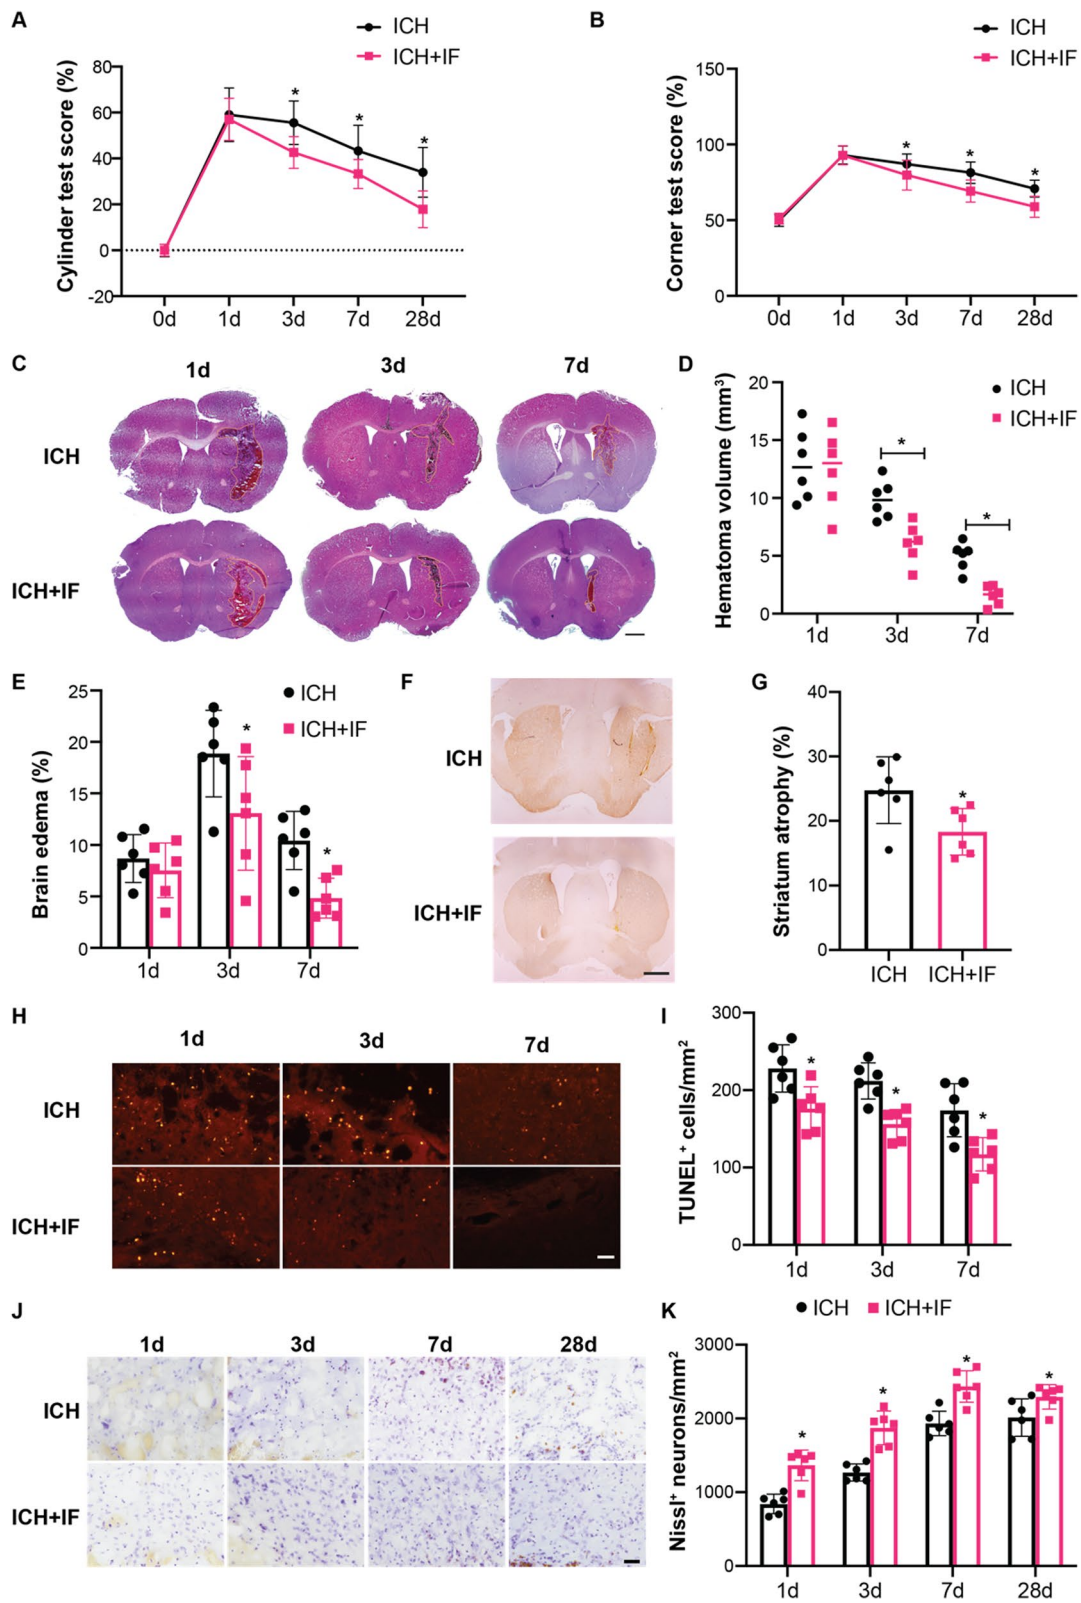 A
ICH
ICH+IF
Cylinder test score (%)
80
60
40
20
0
-20
*
*
*
0d 1d 3d 7d 28d
B
ICH
ICH+IF
Corner test score (%)
150
100
50
0
*
*
*
0d 1d 3d 7d 28d
C
1d 3d 7d
ICH
ICH+IF
D
ICH
ICH+IF
Hematoma volume (mm³)
20
15
10
5
0
*
*
1d 3d 7d
E
ICH
ICH+IF
Brain edema (%)
25
20
15
10
5
0
*
*
1d 3d 7d
F
ICH
ICH+IF
G
Striatum atrophy (%)
40
30
20
10
0
*
ICH ICH+IF
H
1d 3d 7d
ICH
ICH+IF
I
TUNEL⁺ cells/mm²
300
200
100
0
*
*
*
1d 3d 7d
J
1d 3d 7d 28d
ICH
ICH+IF
K
ICH ICH+IF
Nissl⁺ neurons/mm²
3000
2000
1000
0
*
*
*
*
1d 3d 7d 28d